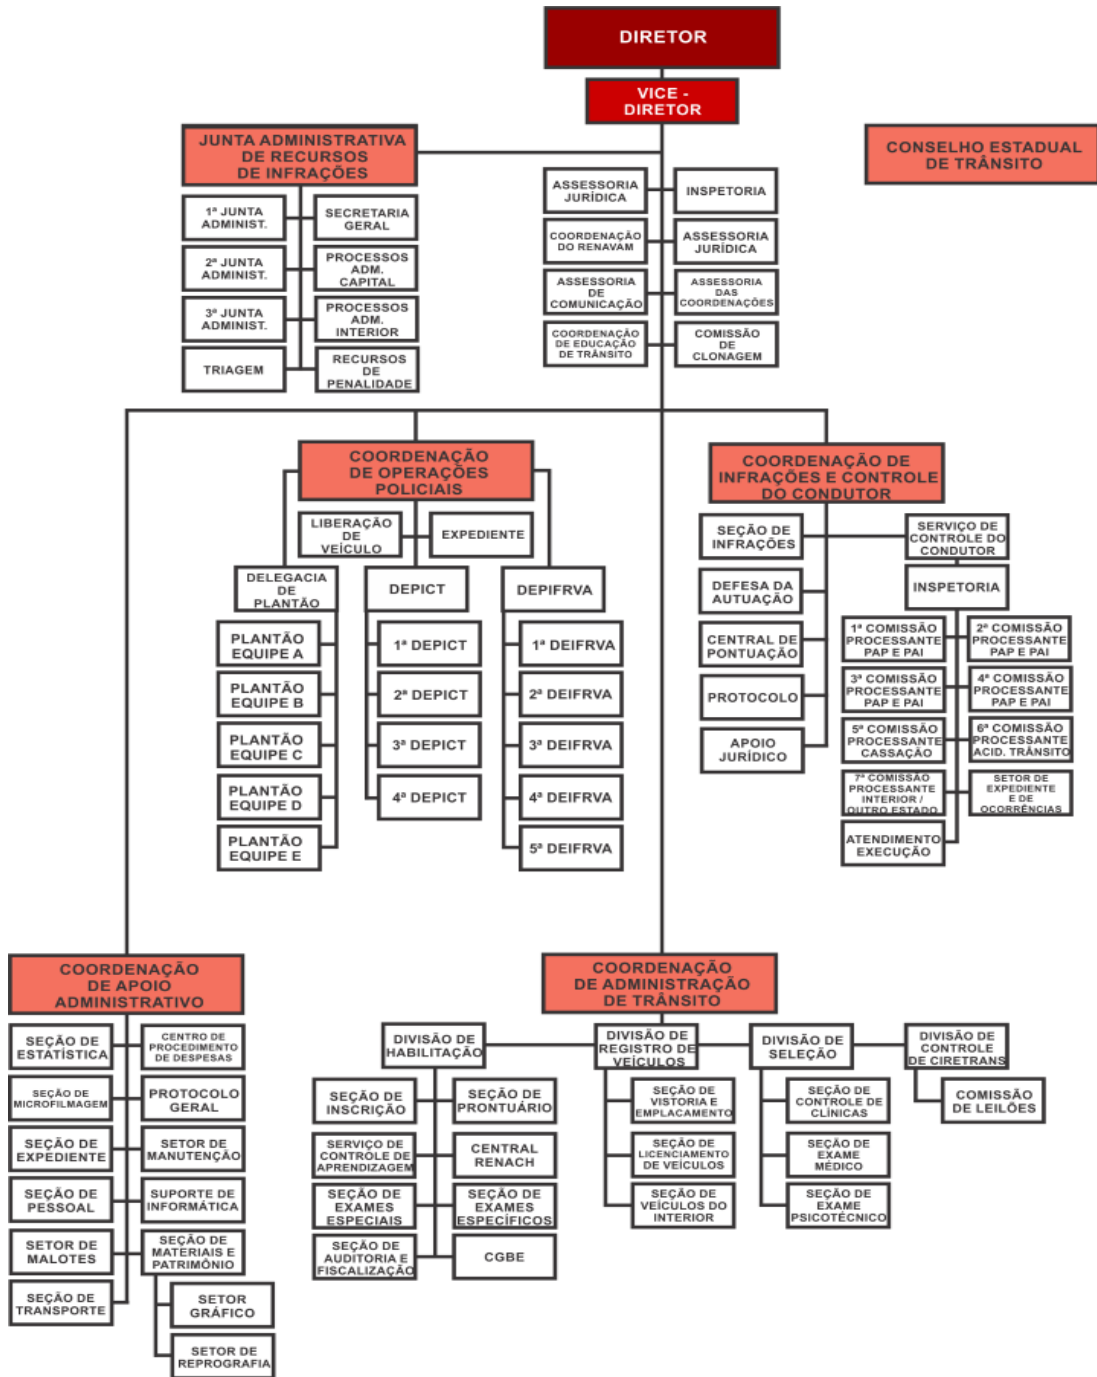 DIRETOR
VICE -
DIRETOR
JUNTA ADMINISTRATIVA
DE RECURSOS
DE INFRAÇÕES
CONSELHO ESTADUAL
DE TRÂNSITO
1ª JUNTA
ADMINIST.
SECRETARIA
GERAL
2ª JUNTA
ADMINIST.
PROCESSOS
ADM.
CAPITAL
3ª JUNTA
ADMINIST.
PROCESSOS
ADM.
INTERIOR
TRIAGEM
RECURSOS
DE
PENALIDADE
ASSESSORIA
JURÍDICA
INSPETORIA
COORDENAÇÃO
DO RENAVAM
ASSESSORIA
JURÍDICA
ASSESSORIA
DE
COMUNICAÇÃO
ASSESSORIA
DAS
COORDENAÇÕES
COORDENAÇÃO
DE EDUCAÇÃO
DE TRÂNSITO
COMISSÃO
DE
CLONAGEM
COORDENAÇÃO
DE OPERAÇÕES
POLICIAIS
LIBERAÇÃO
DE
VEÍCULO
EXPEDIENTE
DELEGACIA
DE
PLANTÃO
PLANTÃO
EQUIPE A
PLANTÃO
EQUIPE B
PLANTÃO
EQUIPE C
PLANTÃO
EQUIPE D
PLANTÃO
EQUIPE E
DEPICT
1ª DEPICT
2ª DEPICT
3ª DEPICT
4ª DEPICT
DEPIFRVA
1ª DEIFRVA
2ª DEIFRVA
3ª DEIFRVA
4ª DEIFRVA
5ª DEIFRVA
COORDENAÇÃO DE
INFRAÇÕES E CONTROLE
DO CONDUTOR
SEÇÃO DE
INFRAÇÕES
DEFESA DA
AUTUAÇÃO
CENTRAL DE
PONTUAÇÃO
PROTOCOLO
APOIO
JURÍDICO
SERVIÇO DE
CONTROLE DO
CONDUTOR
INSPETORIA
1ª COMISSÃO
PROCESSANTE
PAP E PAI
2ª COMISSÃO
PROCESSANTE
PAP E PAI
3ª COMISSÃO
PROCESSANTE
PAP E PAI
4ª COMISSÃO
PROCESSANTE
PAP E PAI
5ª COMISSÃO
PROCESSANTE
CASSAÇÃO
6ª COMISSÃO
PROCESSANTE
ACID. TRÂNSITO
7ª COMISSÃO
PROCESSANTE
INTERIOR /
OUTRO ESTADO
SETOR DE
EXPEDIENTE
E DE
OCORRÊNCIAS
ATENDIMENTO
EXECUÇÃO
COORDENAÇÃO
DE APOIO
ADMINISTRATIVO
SEÇÃO DE
ESTATÍSTICA
CENTRO DE
PROCEDIMENTO
DE DESPESAS
SEÇÃO DE
MICROFILMAGEM
PROTOCOLO
GERAL
SEÇÃO DE
EXPEDIENTE
SETOR DE
MANUTENÇÃO
SEÇÃO DE
PESSOAL
SUPORTE DE
INFORMÁTICA
SETOR DE
MALOTES
SEÇÃO DE
MATERIAIS E
PATRIMÔNIO
SEÇÃO DE
TRANSPORTE
SETOR
GRÁFICO
SETOR DE
REPROGRAFIA
COORDENAÇÃO
DE ADMINISTRAÇÃO
DE TRÂNSITO
DIVISÃO DE
HABILITAÇÃO
SEÇÃO DE
INSCRIÇÃO
SEÇÃO DE
PRONTUÁRIO
SERVIÇO DE
CONTROLE DE
APRENDIZAGEM
CENTRAL
RENACH
SEÇÃO DE
EXAMES
ESPECIAIS
SEÇÃO DE
EXAMES
ESPECÍFICOS
SEÇÃO DE
AUDITORIA E
FISCALIZAÇÃO
CGBE
DIVISÃO DE
REGISTRO DE
VEÍCULOS
SEÇÃO DE
VISTORIA E
EMPLACAMENTO
SEÇÃO DE
LICENCIAMENTO
DE VEÍCULOS
SEÇÃO DE
VEÍCULOS DO
INTERIOR
DIVISÃO DE
SELEÇÃO
SEÇÃO DE
CONTROLE DE
CLÍNICAS
SEÇÃO DE
EXAME
MÉDICO
SEÇÃO DE
EXAME
PSICOTÉCNICO
DIVISÃO DE
CONTROLE
DE CIRETRANS
COMISSÃO
DE LEILÕES